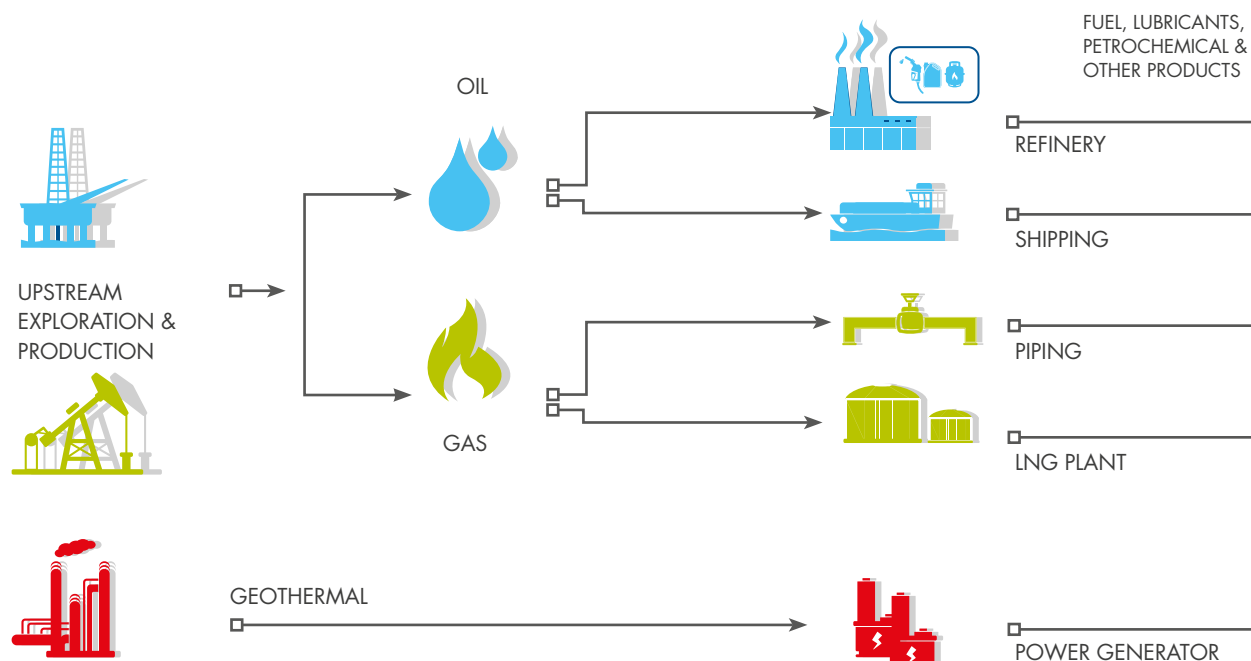 FUEL, LUBRICANTS,
PETROCHEMICAL &
OTHER PRODUCTS
OIL
REFINERY
SHIPPING
UPSTREAM
EXPLORATION &
PRODUCTION
PIPING
GAS
LNG PLANT
GEOTHERMAL
POWER GENERATOR